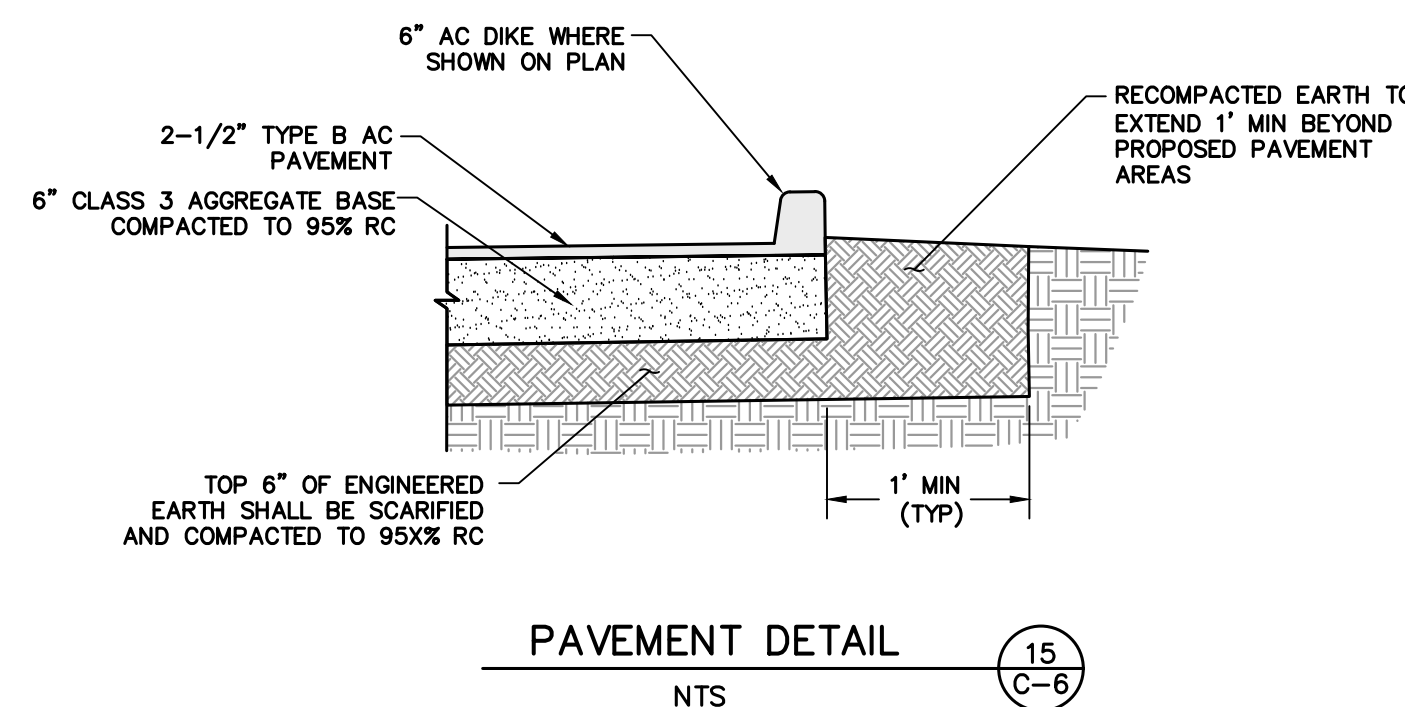 6" AC DIKE WHERE
SHOWN ON PLAN
RECOMPACTED EARTH TO
EXTEND 1' MIN BEYOND
PROPOSED PAVEMENT
AREAS
2-1/2" TYPE B AC
PAVEMENT
6" CLASS 3 AGGREGATE BASE
COMPACTED TO 95% RC
TOP 6" OF ENGINEERED
EARTH SHALL BE SCARIFIED
AND COMPACTED TO 95X% RC
1' MIN
(TYP)
PAVEMENT DETAIL
NTS
15
C-6